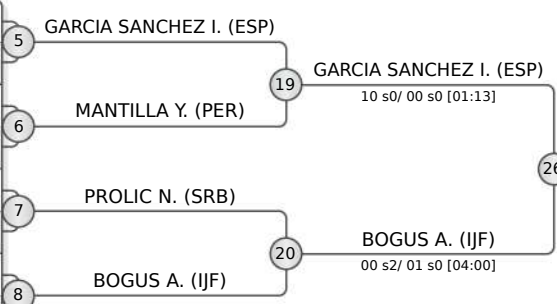 GARCIA SANCHEZ I. (ESP)
5
19
GARCIA SANCHEZ I. (ESP)
10 s0/ 00 s0 [01:13]
MANTILLA Y. (PER)
6
26
PROLIC N. (SRB)
7
20
BOGUS A. (IJF)
00 s2/ 01 s0 [04:00]
BOGUS A. (IJF)
8